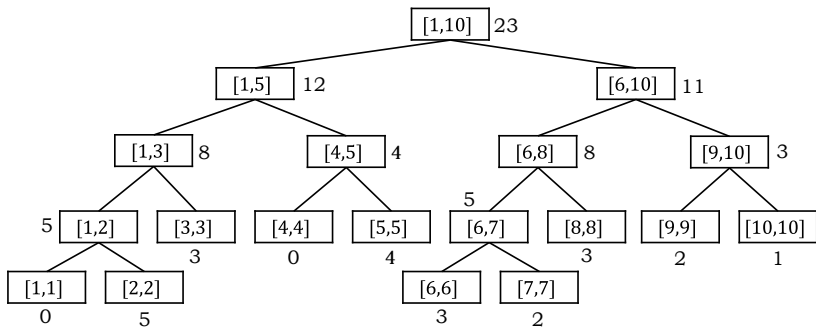 [1,10] 23
[1,5] 12 [6,10] 11
[1,3] 8 [4,5] 4 [6,8] 8 [9,10] 3
5 [1,2] [3,3] [4,4] [5,5] 5 [6,7] [8,8] [9,9] [10,10]
3 0 4 3 2 1
[1,1] [2,2] [6,6] [7,7]
0 5 3 2